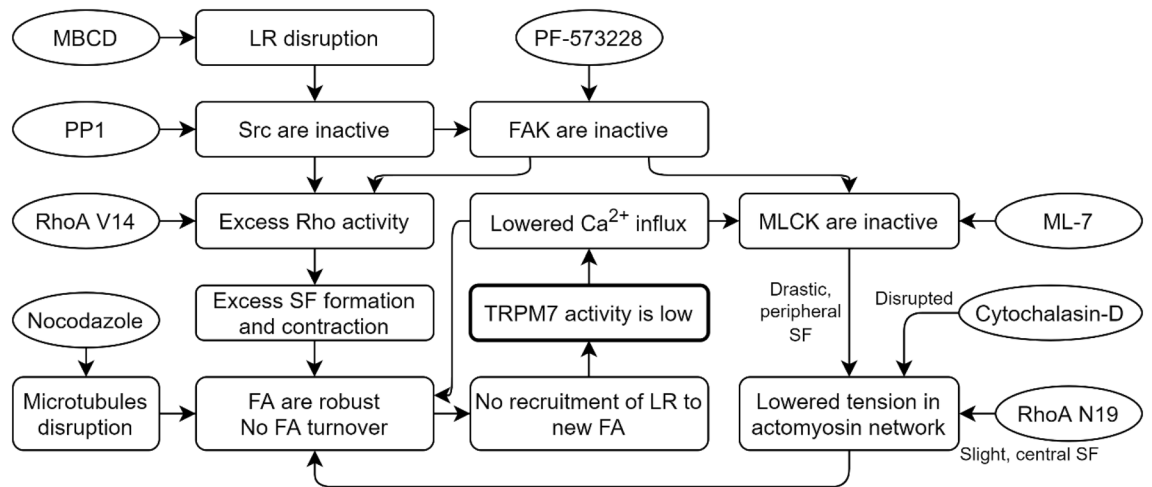 MBCD
LR disruption
PF-573228
PP1
Src are inactive
FAK are inactive
RhoA V14
Excess Rho activity
Lowered Ca2+ influx
MLCK are inactive
ML-7
Nocodazole
Excess SF formation
and contraction
TRPM7 activity is low
Drastic,
peripheral
SF
Disrupted
Cytochalasin-D
Microtubules
disruption
FA are robust
No FA turnover
No recruitment of LR to
new FA
Lowered tension in
actomyosin network
RhoA N19
Slight, central SF